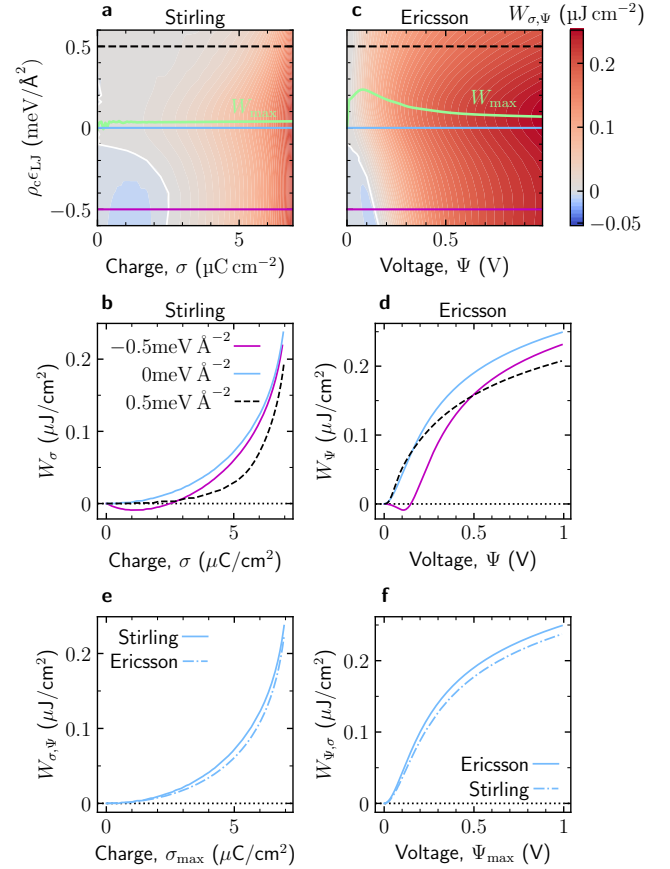 a Stirling
c Ericsson
W_{σ,Ψ} (µJ cm⁻²)
ρ_cϵ_LJ (meV/Å²)
0.5
0
−0.5
W_max
0 5
Charge, σ (µC cm⁻²)
W_max
0 0.5
Voltage, Ψ (V)
0.2
0.1
0
−0.05
b Stirling
W_σ (µJ/cm²)
0.2
0.1
0
−0.5meV Å⁻²
0meV Å⁻²
0.5meV Å⁻²
0 5
Charge, σ (µC/cm²)
d Ericsson
W_Ψ (µJ/cm²)
0.2
0.1
0
0 0.5 1
Voltage, Ψ (V)
e
W_{σ,Ψ} (µJ/cm²)
0.2
0.1
0
Stirling
Ericsson
0 5
Charge, σ_max (µC/cm²)
f
W_{Ψ,σ} (µJ/cm²)
0.2
0.1
0
Ericsson
Stirling
0 0.5 1
Voltage, Ψ_max (V)